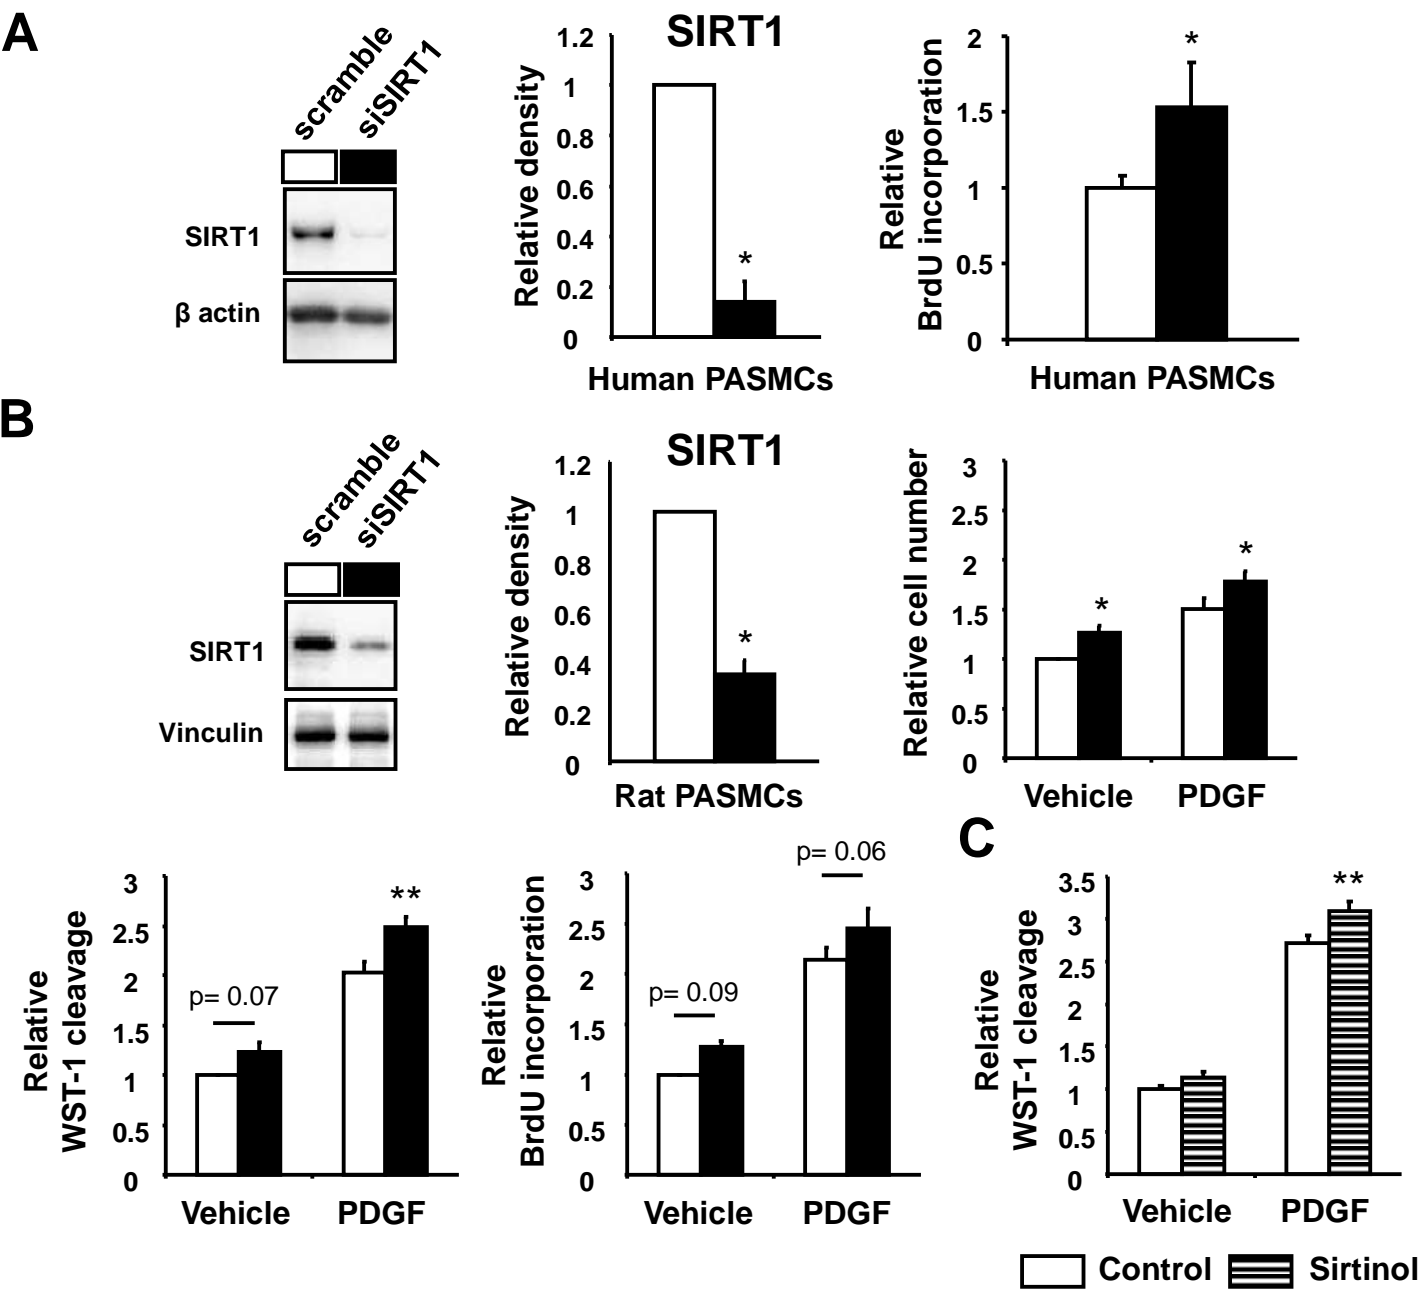 A
scramble
siSIRT1
SIRT1
β actin
SIRT1
Relative density
1.2
1
0.8
0.6
0.4
0.2
0
*
Human PASMCs
Relative
BrdU incorporation
2
1.5
1
0.5
0
*
Human PASMCs
B
scramble
siSIRT1
SIRT1
Vinculin
SIRT1
Relative density
1.2
1
0.8
0.6
0.4
0.2
0
*
Rat PASMCs
Relative cell number
3
2.5
2
1.5
1
0.5
0
*
*
Vehicle PDGF
Relative
WST-1 cleavage
3
2.5
2
1.5
1
0.5
0
p= 0.07
**
Vehicle PDGF
Relative
BrdU incorporation
3
2.5
2
1.5
1
0.5
0
p= 0.09
p= 0.06
Vehicle PDGF
C
Relative
WST-1 cleavage
3.5
3
2.5
2
1.5
1
0.5
0
**
Vehicle PDGF
Control Sirtinol